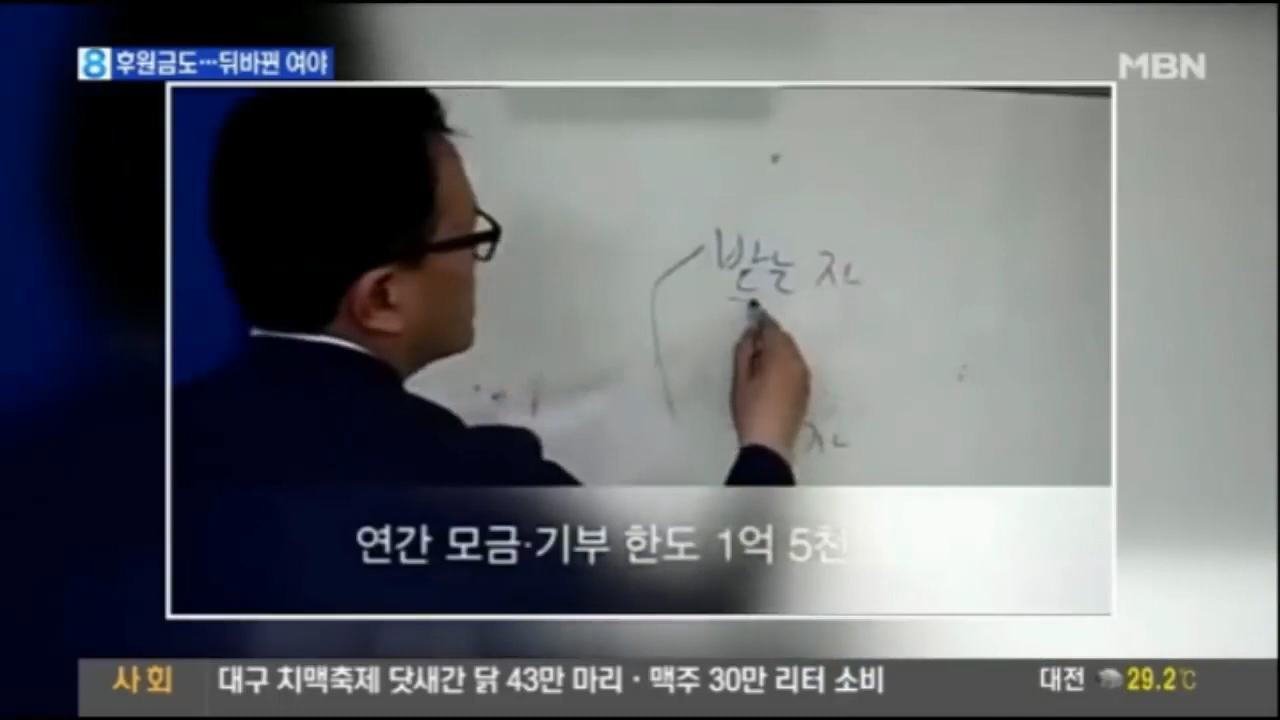 8 후원금도…뒤바뀐 여야
MBN
받는 자
자
연간 모금·기부 한도 1억 5천
사회 대구 치맥축제 닷새간 닭 43만 마리·맥주 30만 리터 소비 대전 29.2℃